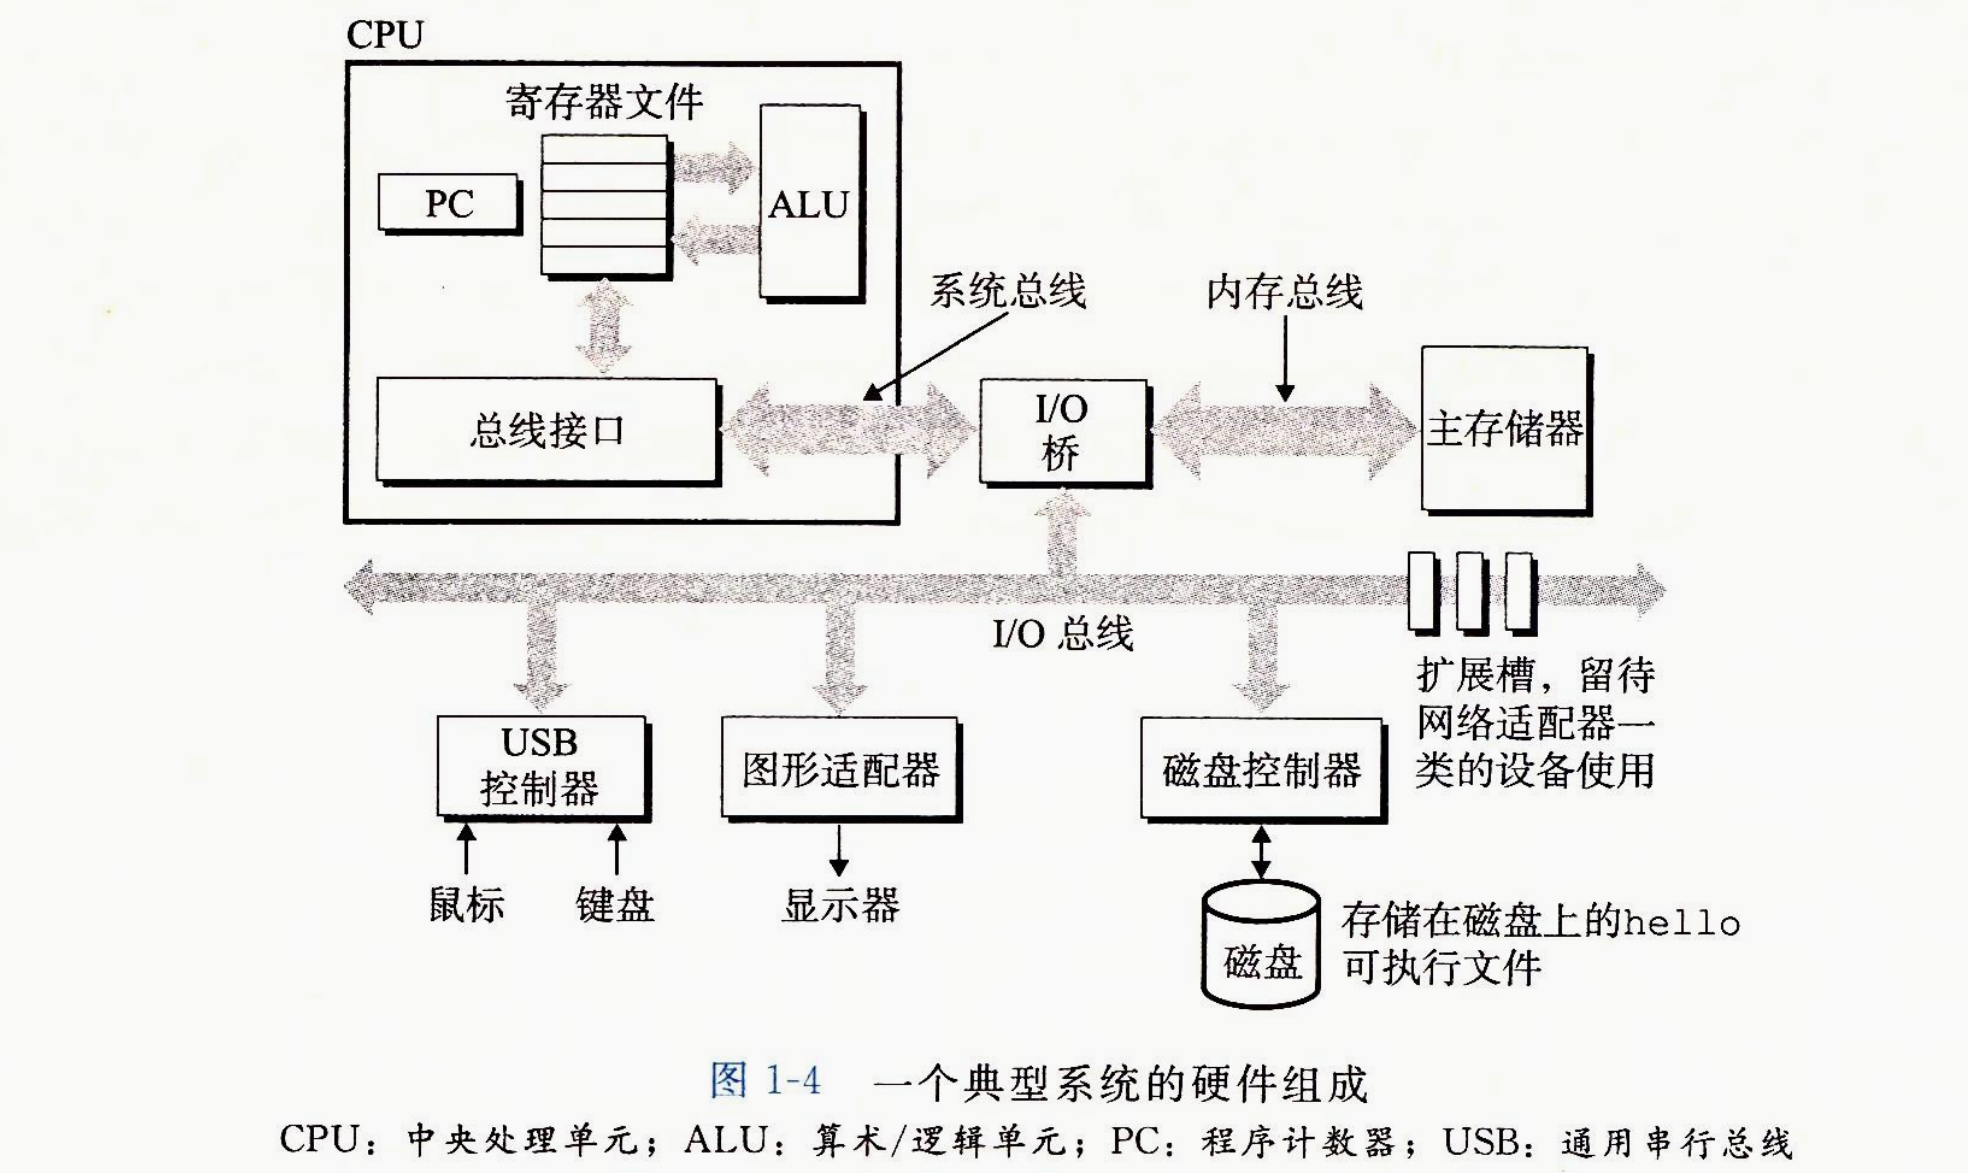 CPU
寄存器文件
PC
ALU
系统总线
内存总线
总线接口
I/O
桥
主存储器
I/O 总线
扩展槽，留待
网络适配器一
类的设备使用
USB
控制器
图形适配器
磁盘控制器
鼠标
键盘
显示器
磁盘
存储在磁盘上的hello
可执行文件
图 1-4 一个典型系统的硬件组成
CPU：中央处理单元；ALU：算术/逻辑单元；PC：程序计数器；USB：通用串行总线